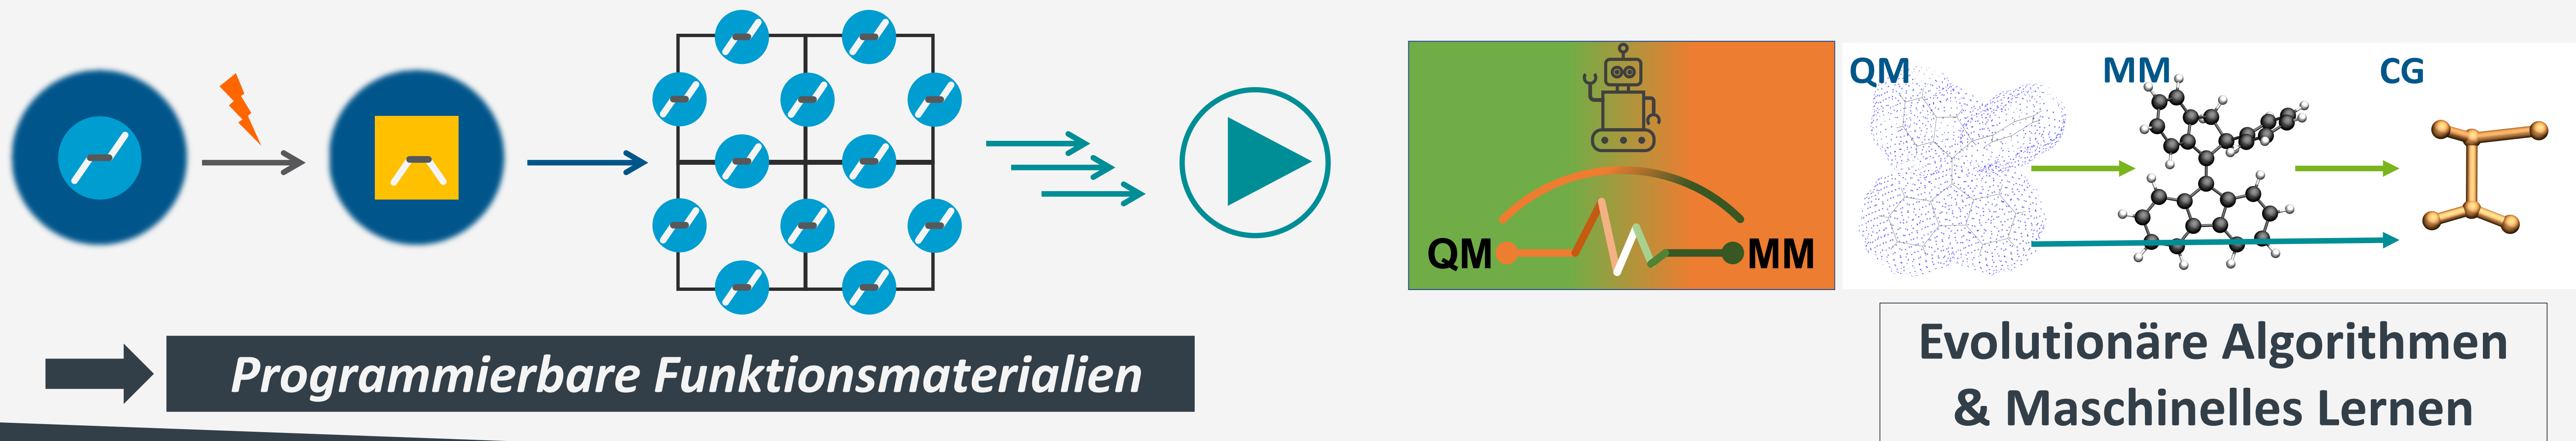 QM
MM
QM
MM
CG
Programmierbare Funktionsmaterialien
Evolutionäre Algorithmen
& Maschinelles Lernen